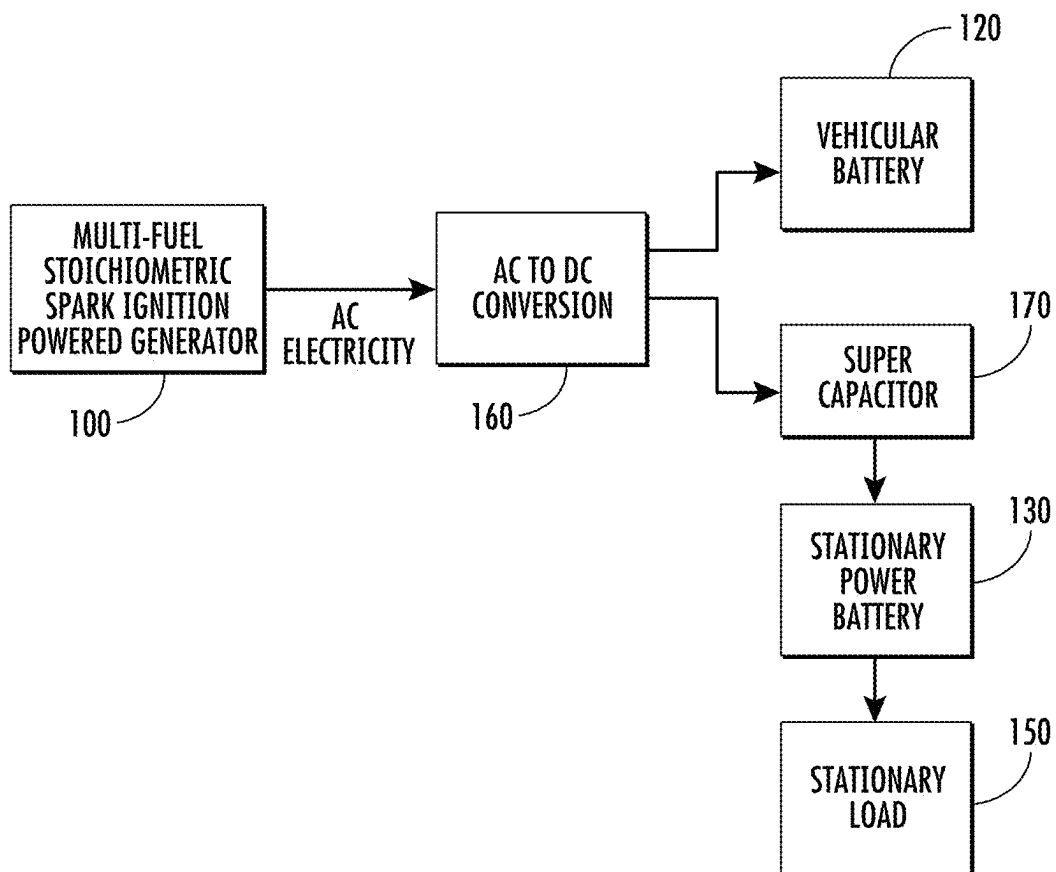 120
VEHICULAR
BATTERY
MULTI-FUEL
STOICHIOMETRIC
SPARK IGNITION
POWERED GENERATOR
100
AC
ELECTRICITY
AC TO DC
CONVERSION
160
170
SUPER
CAPACITOR
130
STATIONARY
POWER
BATTERY
150
STATIONARY
LOAD